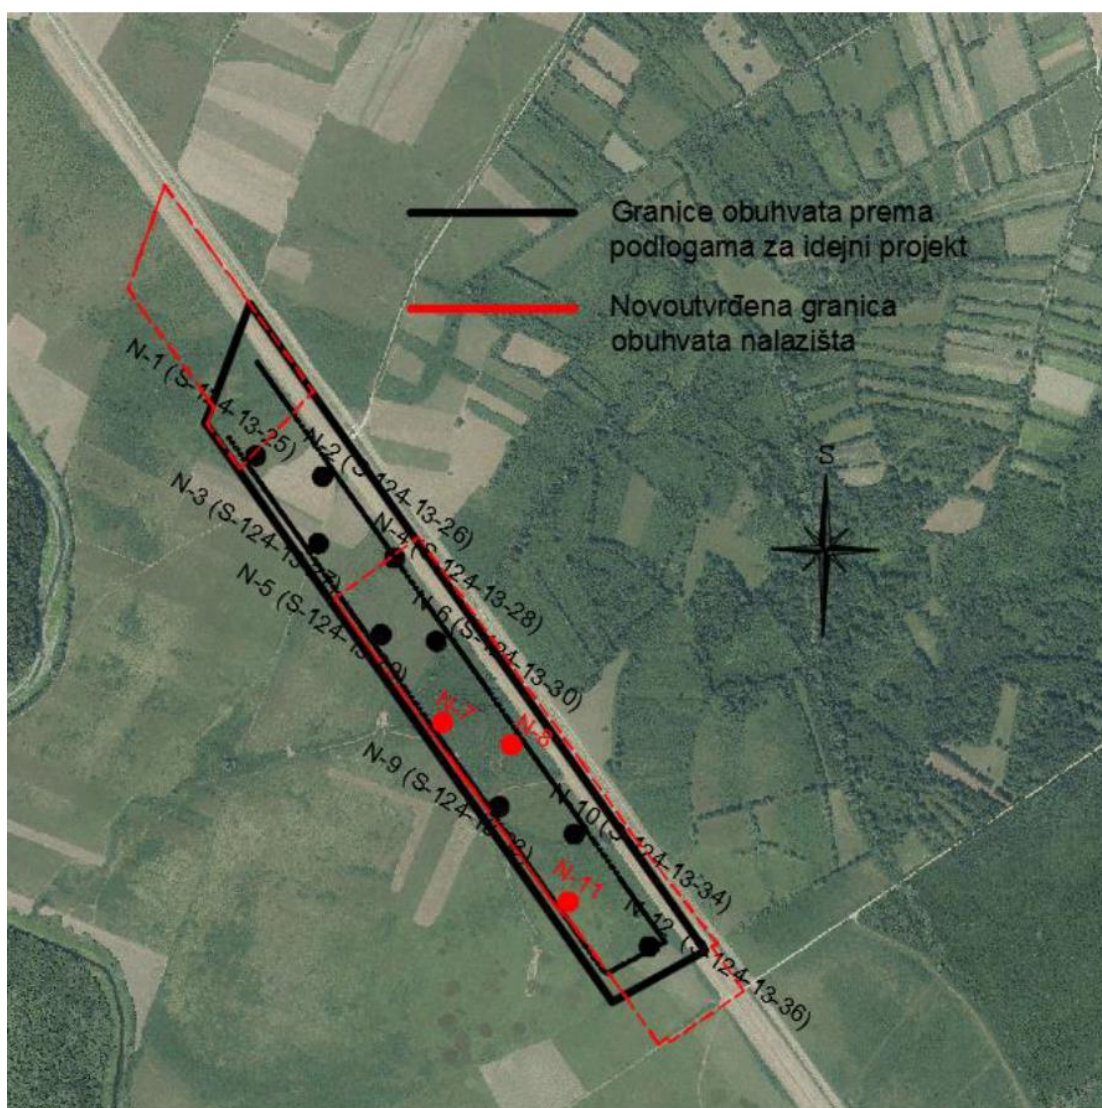 Granice obuhvata prema
podlogama za idejni projekt
Novoutvrđena granica
obuhvata nalazišta
N-1 (S-124-13-25)
N-2 (S-124-13-26)
S
N-3 (S-124-13-27)
N-4 (S-124-13-28)
N-5 (S-124-13-29)
N-6 (S-124-13-30)
N-7
N-8
N-9 (S-124-13-33)
N-10 (S-124-13-34)
N-11
N-12 (S-124-13-36)